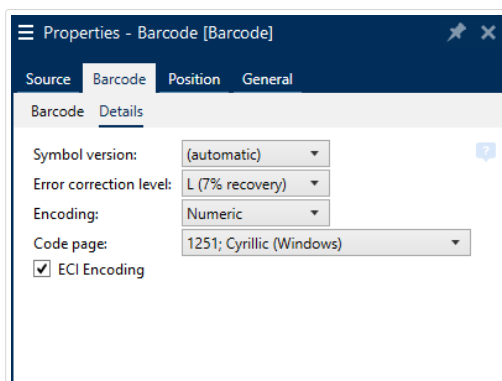 Properties - Barcode [Barcode]
Source Barcode Position General
Barcode Details
Symbol version: (automatic)
Error correction level: L (7% recovery)
Encoding: Numeric
Code page: 1251; Cyrillic (Windows)
ECI Encoding